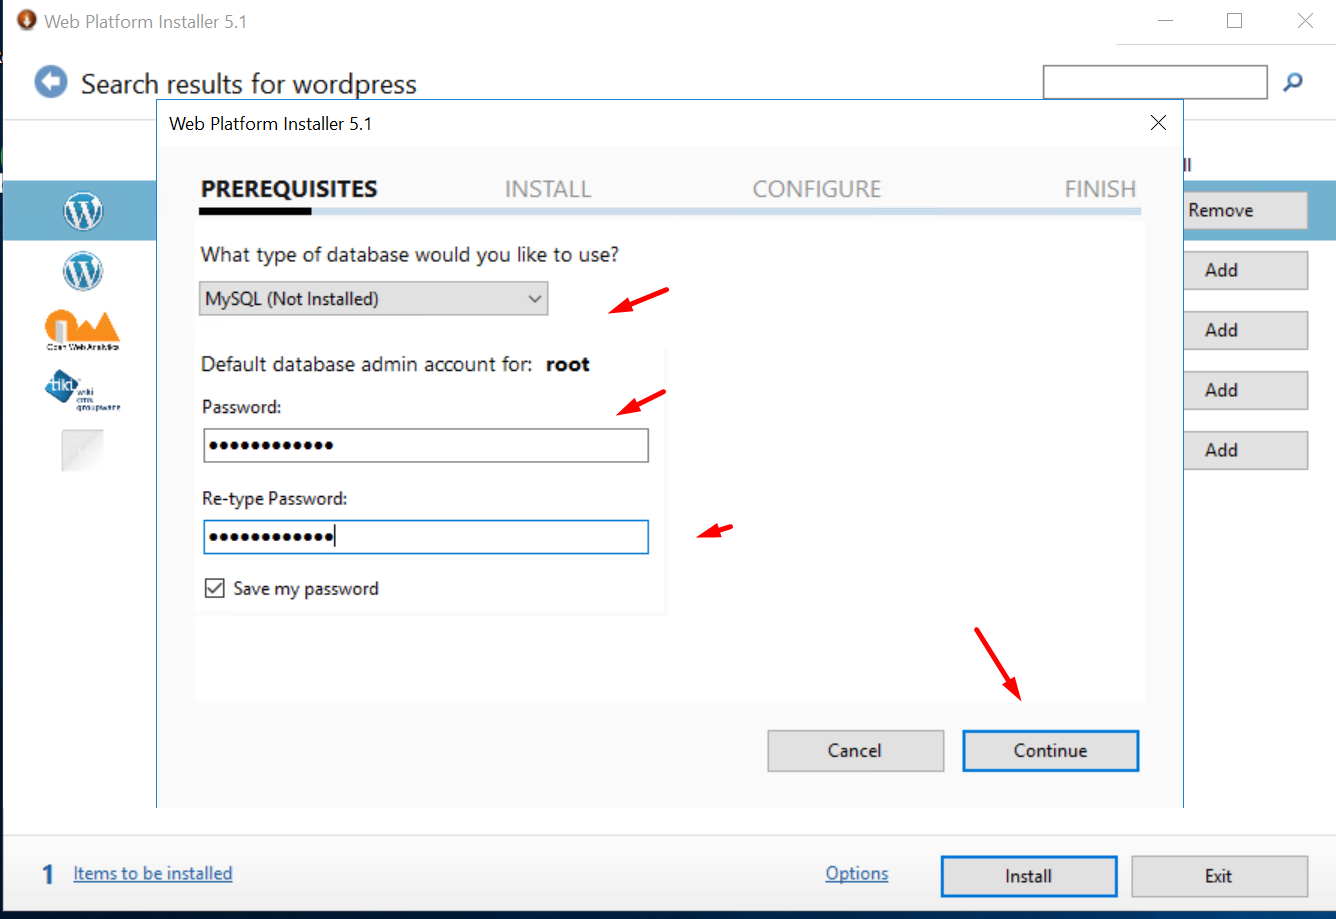 Web Platform Installer 5.1
Search results for wordpress
Web Platform Installer 5.1
PREREQUISITES INSTALL CONFIGURE FINISH
What type of database would you like to use?
MySQL (Not Installed)
Default database admin account for: root
Password:
••••••••••••
Re-type Password:
••••••••••••
Save my password
Cancel Continue
Remove
Add
Add
Add
Add
Open Web Analytics
tiki wiki
cms
groupware
1 Items to be installed Options Install Exit